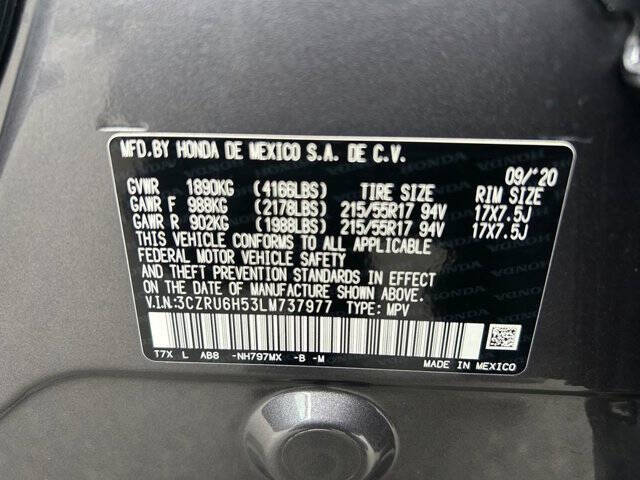 MFD.BY HONDA DE MEXICO S.A. DE C.V.
09/'20
GVWR 1890KG (4166LBS) TIRE SIZE RIM SIZE
GAWR F 988KG (2178LBS) 215/55R17 94V 17X7.5J
GAWR R 902KG (1988LBS) 215/55R17 94V 17X7.5J
THIS VEHICLE CONFORMS TO ALL APPLICABLE
FEDERAL MOTOR VEHICLE SAFETY
AND THEFT PREVENTION STANDARDS IN EFFECT
ON THE DATE OF MANUFACTURE SHOWN ABOVE.
V.I.N:3CZRU6H53LM737977 TYPE: MPV
T7X L AB8 -NH797MX -B -M
MADE IN MEXICO